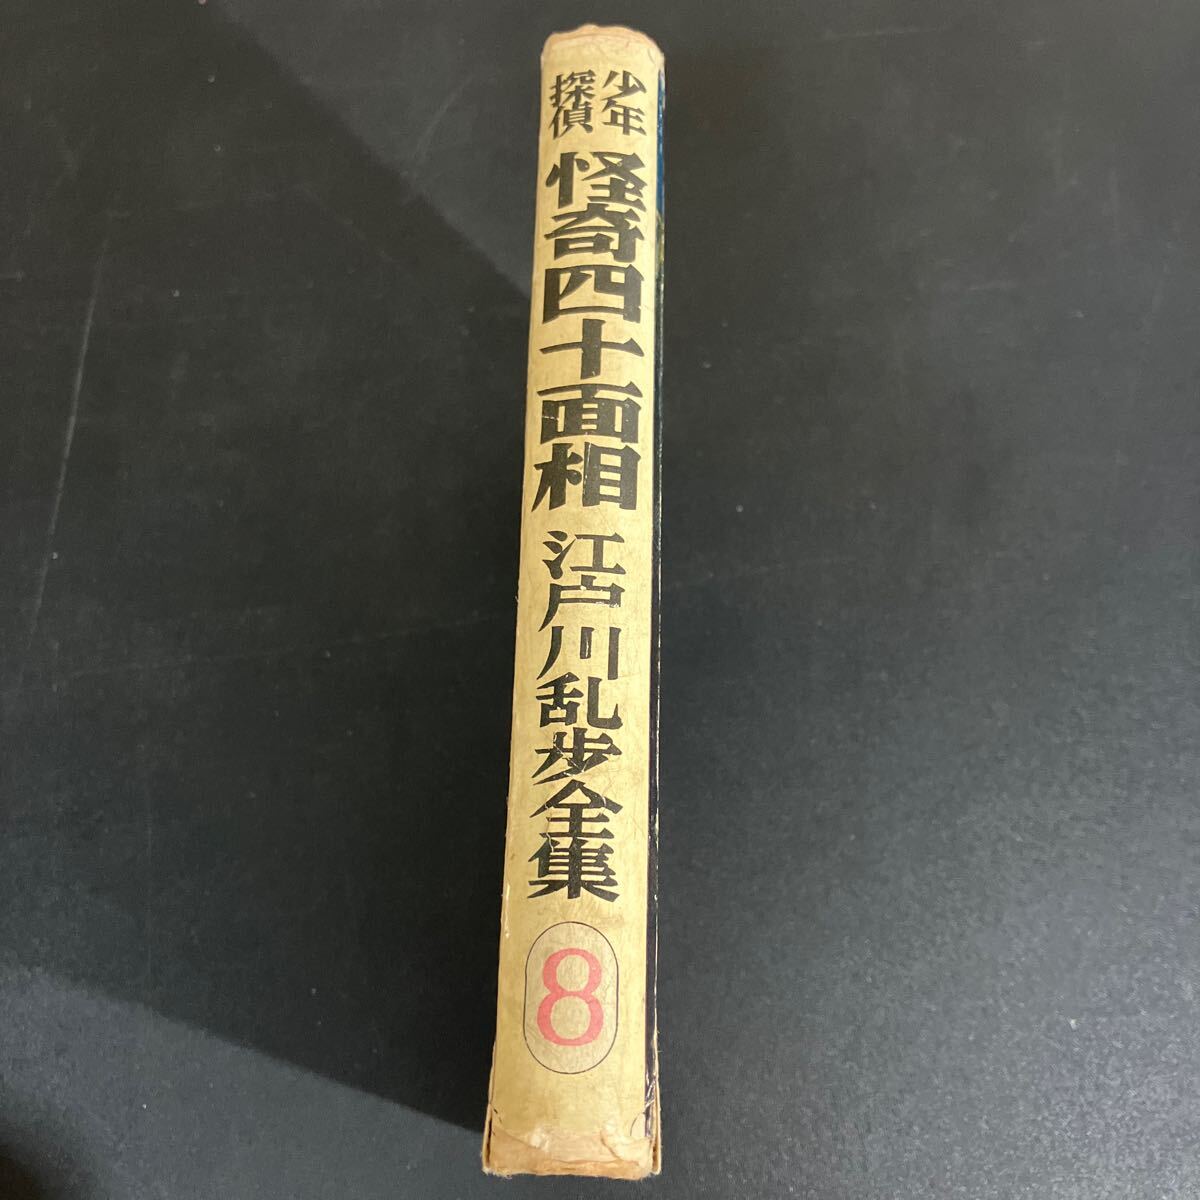 少年
探偵
怪奇四十面相
江戸川乱歩全集
8